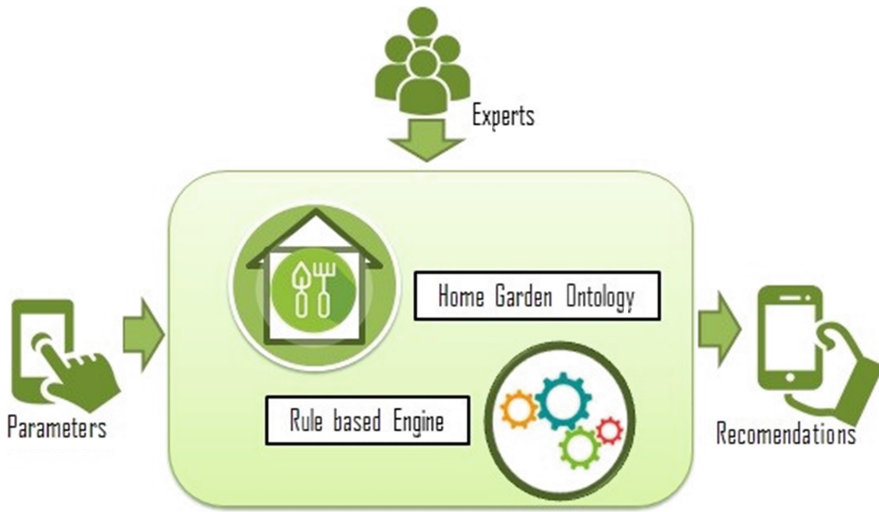 Experts
Home Garden Ontology
Rule based Engine
Parameters
Recomendations